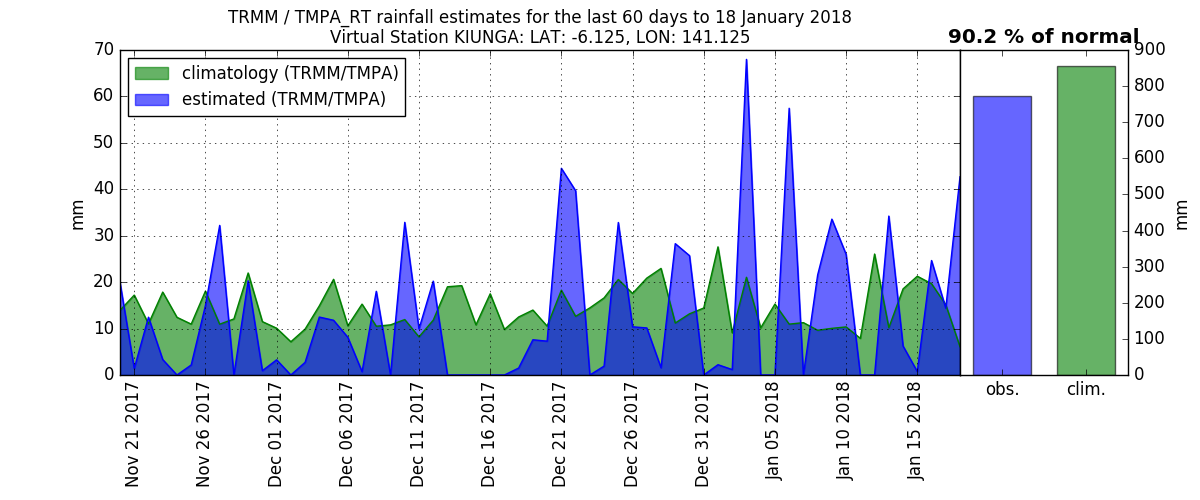 TRMM / TMPA_RT rainfall estimates for the last 60 days to 18 January 2018
Virtual Station KIUNGA: LAT: -6.125, LON: 141.125
90.2 % of normal
climatology (TRMM/TMPA)
estimated (TRMM/TMPA)
mm
70
60
50
40
30
20
10
0
Nov 21 2017
Nov 26 2017
Dec 01 2017
Dec 06 2017
Dec 11 2017
Dec 16 2017
Dec 21 2017
Dec 26 2017
Dec 31 2017
Jan 05 2018
Jan 10 2018
Jan 15 2018
obs.
clim.
900
800
700
600
500
400
300
200
100
0
mm